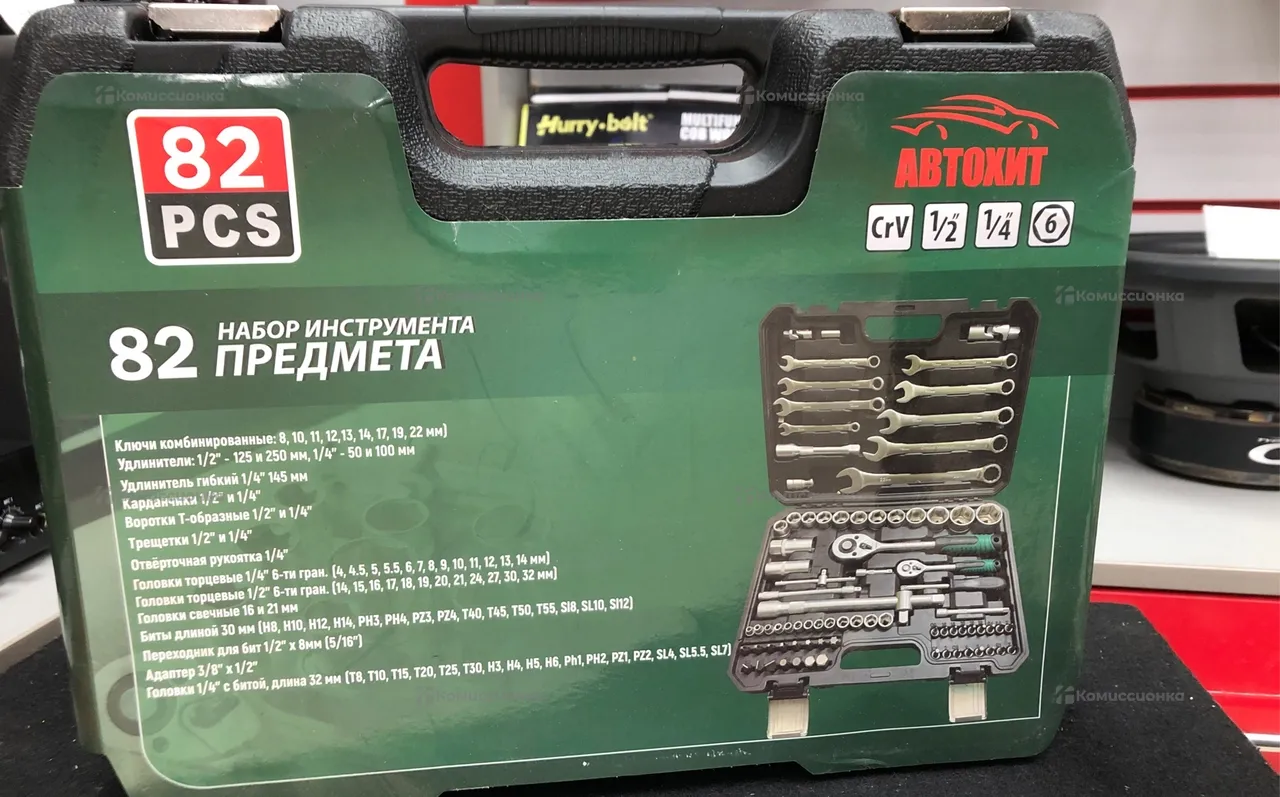 Комиссионка
Комиссионка
Hurry·bolt
MULTIFU
COB W
82
PCS
АВТОХИТ
CrV
1/2"
1/4"
6
Комиссионка
Комиссионка
82
НАБОР ИНСТРУМЕНТА
ПРЕДМЕТА
Ключи комбинированные: 8, 10, 11, 12,13, 14, 17, 19, 22 мм)
Удлинители: 1/2" - 125 и 250 мм, 1/4" - 50 и 100 мм
Удлинитель гибкий 1/4" 145 мм
Карданчики 1/2" и 1/4"
Воротки Т-образные 1/2" и 1/4"
Трещетки 1/2" и 1/4"
Отвёрточная рукоятка 1/4"
Головки торцевые 1/4" 6-ти гран. (4, 4.5, 5, 5.5, 6, 7, 8, 9, 10, 11, 12, 13, 14 мм)
Головки торцевые 1/2" 6-ти гран. (14, 15, 16, 17, 18, 19, 20, 21, 24, 27, 30, 32 мм)
Головки свечные 16 и 21 мм
Биты длиной 30 мм (H8, H10, H12, H14, PH3, PH4, PZ3, PZ4, T40, T45, T50, T55, Sl8, SL10, Sl12)
Переходник для бит 1/2" x 8мм (5/16")
Адаптер 3/8" x 1/2"
Головки 1/4" с битой, длина 32 мм (T8, T10, T15, T20, T25, T30, H3, H4, H5, H6, Ph1, PH2, PZ1, PZ2, SL4, SL5.5, SL7)
Комиссионка